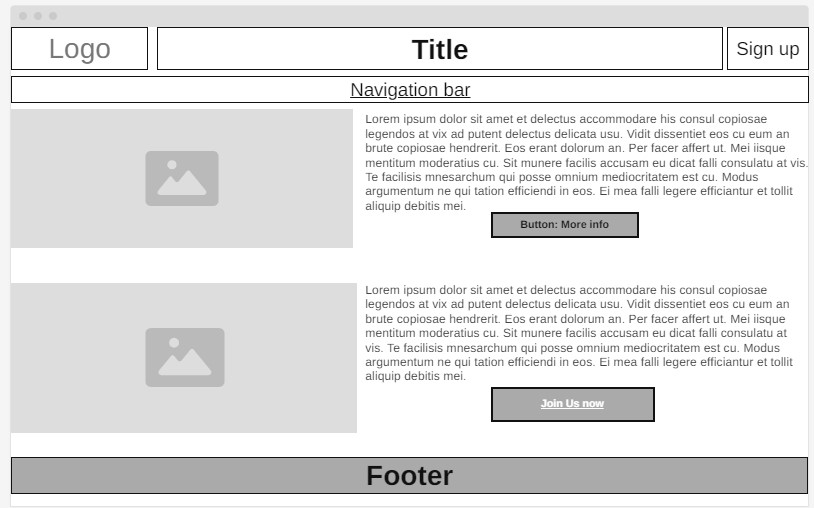 Logo
Title
Sign up
Navigation bar
Lorem ipsum dolor sit amet et delectus accommodare his consul copiosae
legendos at vix ad putent delectus delicata usu. Vidit dissentiet eos cu eum an
brute copiosae hendrerit. Eos erant dolorum an. Per facer affert ut. Mei iisque
mentitum moderatius cu. Sit munere facilis accusam eu dicat falli consulatu at vis.
Te facilisis mnesarchum qui posse omnium mediocritatem est cu. Modus
argumentum ne qui tation efficiendi in eos. Ei mea falli legere efficiantur et tollit
aliquip debitis mei.
Button: More info
Lorem ipsum dolor sit amet et delectus accommodare his consul copiosae
legendos at vix ad putent delectus delicata usu. Vidit dissentiet eos cu eum an
brute copiosae hendrerit. Eos erant dolorum an. Per facer affert ut. Mei iisque
mentitum moderatius cu. Sit munere facilis accusam eu dicat falli consulatu at
vis. Te facilisis mnesarchum qui posse omnium mediocritatem est cu. Modus
argumentum ne qui tation efficiendi in eos. Ei mea falli legere efficiantur et tollit
aliquip debitis mei.
Join Us now
Footer